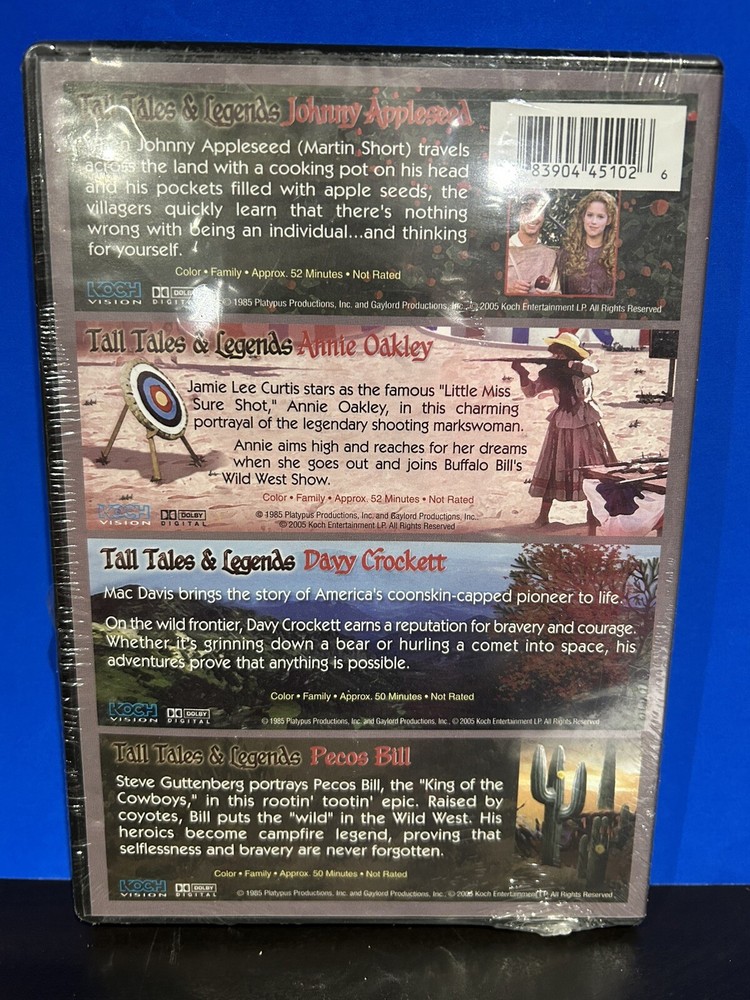 Tall Tales & Legends Johnny Appleseed
When Johnny Appleseed (Martin Short) travels
across the land with a cooking pot on his head
and his pockets filled with apple seeds, the
villagers quickly learn that there's nothing
wrong with being an individual...and thinking
for yourself.
83904 45102 6
Color • Family • Approx. 52 Minutes • Not Rated
KOCH
VISION
DOLBY
DIGITAL
© 1985 Platypus Productions, Inc. and Gaylord Productions, Inc., © 2005 Koch Entertainment LP. All Rights Reserved
Tall Tales & Legends Annie Oakley
Jamie Lee Curtis stars as the famous "Little Miss
Sure Shot," Annie Oakley, in this charming
portrayal of the legendary shooting markswoman.
Annie aims high and reaches for her dreams
when she goes out and joins Buffalo Bill's
Wild West Show.
Color • Family • Approx. 52 Minutes • Not Rated
KOCH
VISION
DOLBY
DIGITAL
© 1985 Platypus Productions, Inc. and Gaylord Productions, Inc.,
© 2005 Koch Entertainment LP. All Rights Reserved
Tall Tales & Legends Davy Crockett
Mac Davis brings the story of America's coonskin-capped pioneer to life.
On the wild frontier, Davy Crockett earns a reputation for bravery and courage.
Whether it's grinning down a bear or hurling a comet into space, his
adventures prove that anything is possible.
Color • Family • Approx. 50 Minutes • Not Rated
KOCH
VISION
DOLBY
DIGITAL
© 1985 Platypus Productions, Inc. and Gaylord Productions, Inc., © 2005 Koch Entertainment LP. All Rights Reserved
Tall Tales & Legends Pecos Bill
Steve Guttenberg portrays Pecos Bill, the "King of the
Cowboys," in this rootin' tootin' epic. Raised by
coyotes, Bill puts the "wild" in the Wild West. His
heroics become campfire legend, proving that
selflessness and bravery are never forgotten.
Color • Family • Approx. 50 Minutes • Not Rated
KOCH
VISION
DOLBY
DIGITAL
© 1985 Platypus Productions, Inc. and Gaylord Productions, Inc., © 2005 Koch Entertainment LP. All Rights Reserved